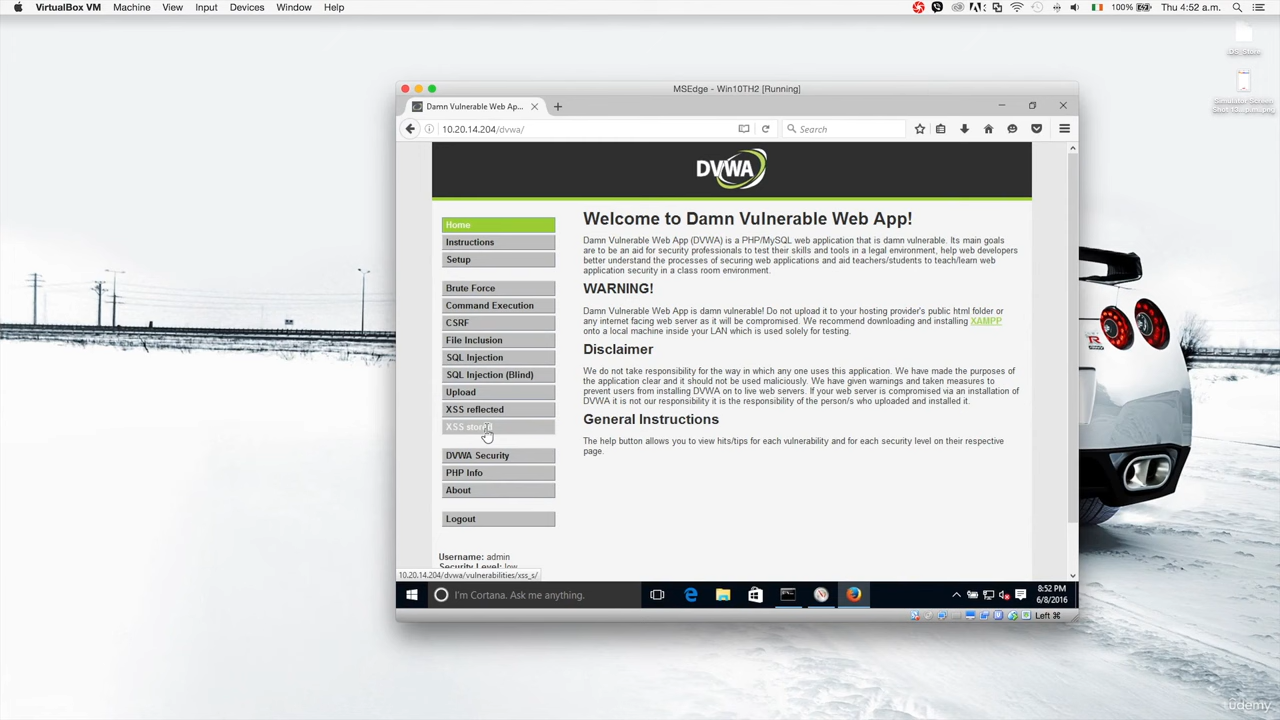 VirtualBox VM Machine View Input Devices Window Help
100% Thu 4:52 a.m.
DS_Store
MSEdge - Win10TH2 [Running]
Damn Vulnerable Web Ap...
10.20.14.204/dvwa/
Search
DVWA
Home
Instructions
Setup
Brute Force
Command Execution
CSRF
File Inclusion
SQL Injection
SQL Injection (Blind)
Upload
XSS reflected
XSS stored
DVWA Security
PHP Info
About
Logout
Username: admin
Security Level: low
10.20.14.204/dvwa/vulnerabilities/xss_s/
Welcome to Damn Vulnerable Web App!
Damn Vulnerable Web App (DVWA) is a PHP/MySQL web application that is damn vulnerable. Its main goals
are to be an aid for security professionals to test their skills and tools in a legal environment, help web developers
better understand the processes of securing web applications and aid teachers/students to teach/learn web
application security in a class room environment.
WARNING!
Damn Vulnerable Web App is damn vulnerable! Do not upload it to your hosting provider's public html folder or
any internet facing web server as it will be compromised. We recommend downloading and installing XAMPP
onto a local machine inside your LAN which is used solely for testing.
Disclaimer
We do not take responsibility for the way in which any one uses this application. We have made the purposes of
the application clear and it should not be used maliciously. We have given warnings and taken measures to
prevent users from installing DVWA on to live web servers. If your web server is compromised via an installation of
DVWA it is not our responsibility it is the responsibility of the person/s who uploaded and installed it.
General Instructions
The help button allows you to view hits/tips for each vulnerability and for each security level on their respective
page.
I'm Cortana. Ask me anything.
8:52 PM
6/8/2016
Left ⌘
udemy